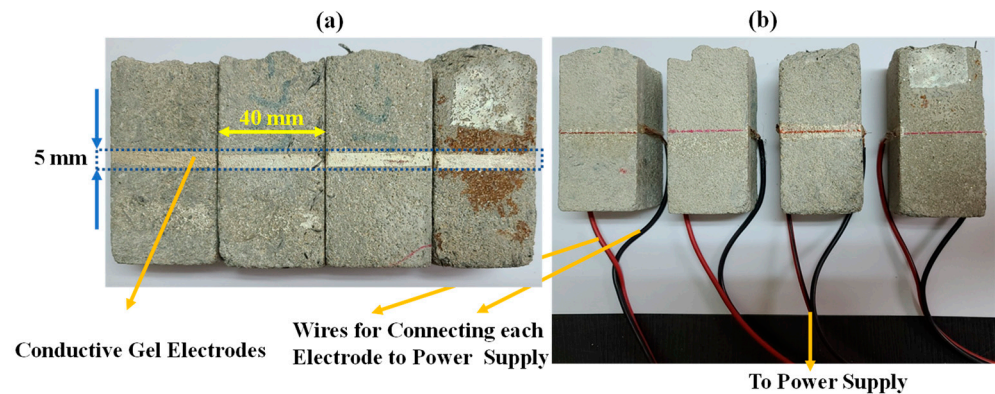 (a)
(b)
40 mm
5 mm
Conductive Gel Electrodes
Wires for Connecting each
Electrode to Power Supply
To Power Supply